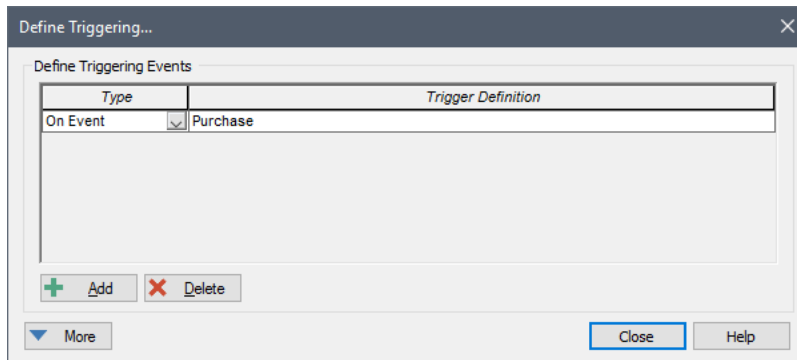 Define Triggering...
Define Triggering Events
Type Trigger Definition
On Event Purchase
Add Delete
More Close Help